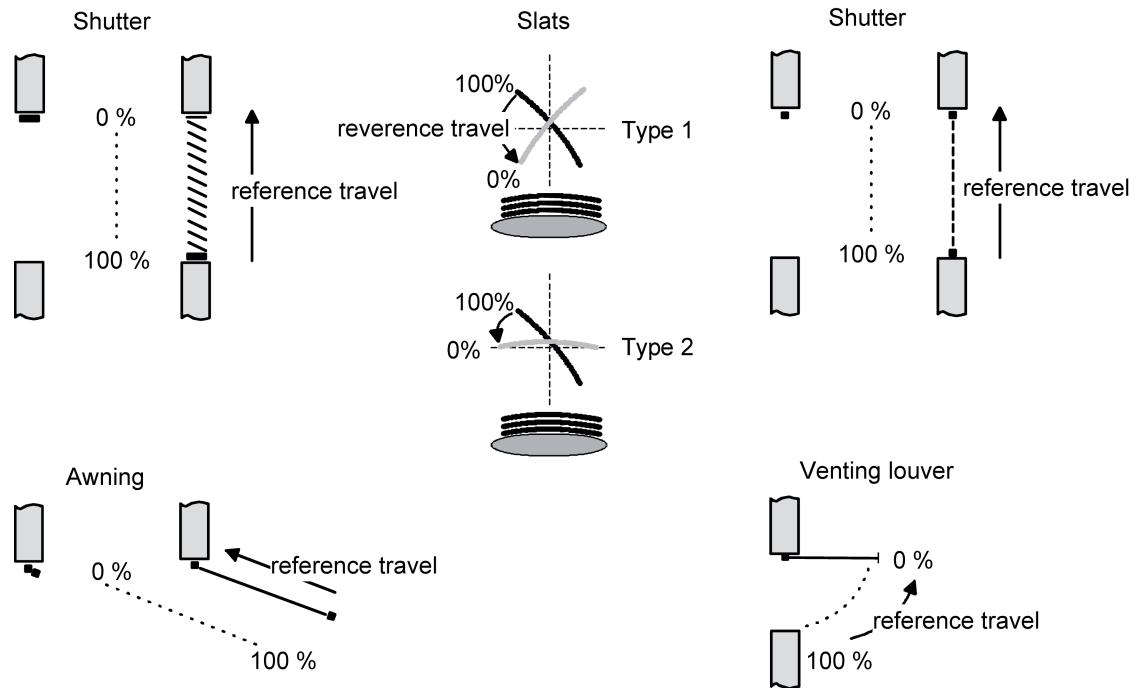 Shutter
0 %
reference travel
100 %
Slats
100%
reverence travel
Type 1
0%
100%
0%
Type 2
Shutter
0 %
reference travel
100 %
Awning
0 %
reference travel
100 %
Venting louver
0 %
reference travel
100 %